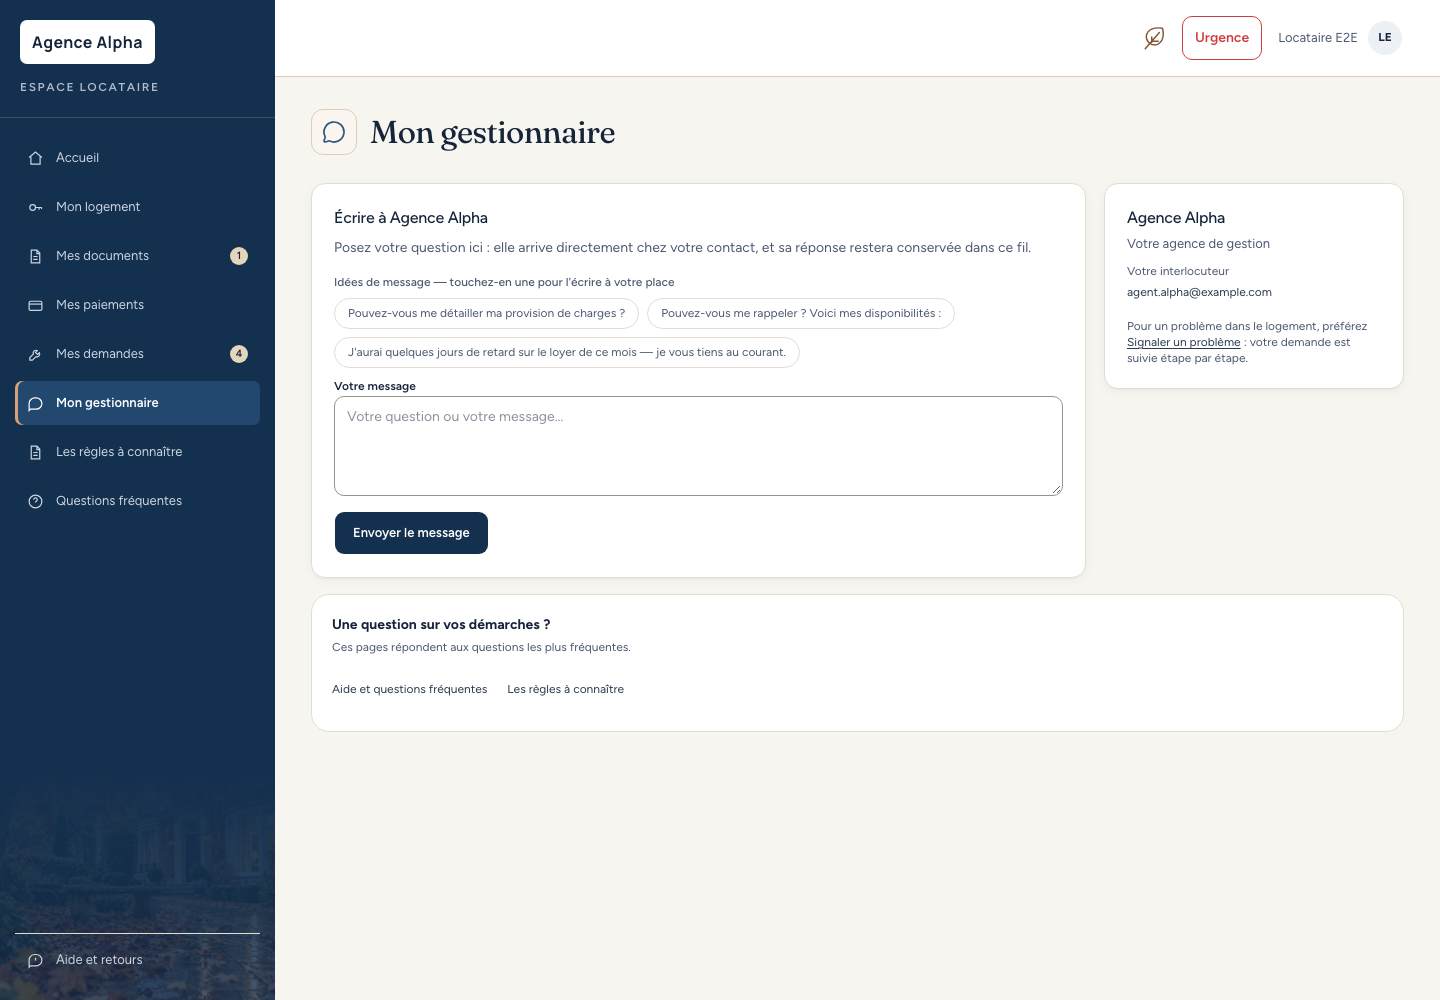 Agence Alpha
ESPACE LOCATAIRE
Accueil
Mon logement
Mes documents 1
Mes paiements
Mes demandes 4
Mon gestionnaire
Les règles à connaître
Questions fréquentes
Aide et retours
Urgence
Locataire E2E LE
Mon gestionnaire
Écrire à Agence Alpha
Posez votre question ici : elle arrive directement chez votre contact, et sa réponse restera conservée dans ce fil.
Idées de message — touchez-en une pour l'écrire à votre place
Pouvez-vous me détailler ma provision de charges ?
Pouvez-vous me rappeler ? Voici mes disponibilités :
J'aurai quelques jours de retard sur le loyer de ce mois — je vous tiens au courant.
Votre message
Votre question ou votre message…
Envoyer le message
Agence Alpha
Votre agence de gestion
Votre interlocuteur
agent.alpha@example.com
Pour un problème dans le logement, préférez
Signaler un problème : votre demande est
suivie étape par étape.
Une question sur vos démarches ?
Ces pages répondent aux questions les plus fréquentes.
Aide et questions fréquentes
Les règles à connaître